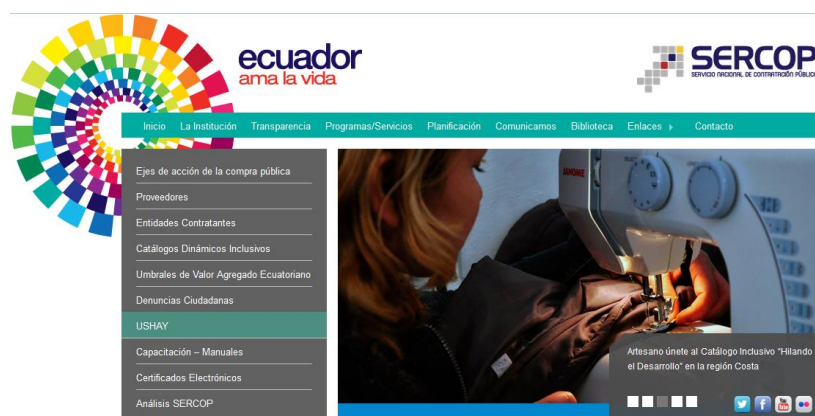 ecuador
ama la vida
SERCOP
SERVICIO NACIONAL DE CONTRATACIÓN PÚBLICA
Inicio La Institución Transparencia Programas/Servicios Planificación Comunicamos Biblioteca Enlaces Contacto
Ejes de acción de la compra pública
Proveedores
Entidades Contratantes
Catálogos Dinámicos Inclusivos
Umbrales de Valor Agregado Ecuatoriano
Denuncias Ciudadanas
USHAY
Capacitación – Manuales
Certificados Electrónicos
Análisis SERCOP
JANOME
Artesano únete al Catálogo Inclusivo "Hilando
el Desarrollo" en la región Costa